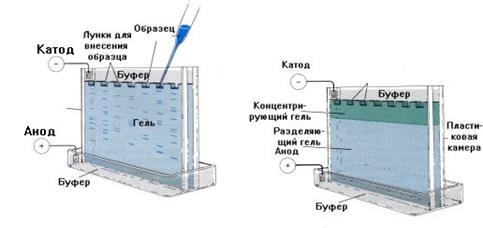 Лунки для
внесения
образца
Образец
Катод
−
Буфер
Гель
Анод
+
Буфер
Катод
−
Буфер
Концентри-
рующий гель
Разделяю-
щий гель
Анод
+
Пласти-
ковая
камера
Буфер